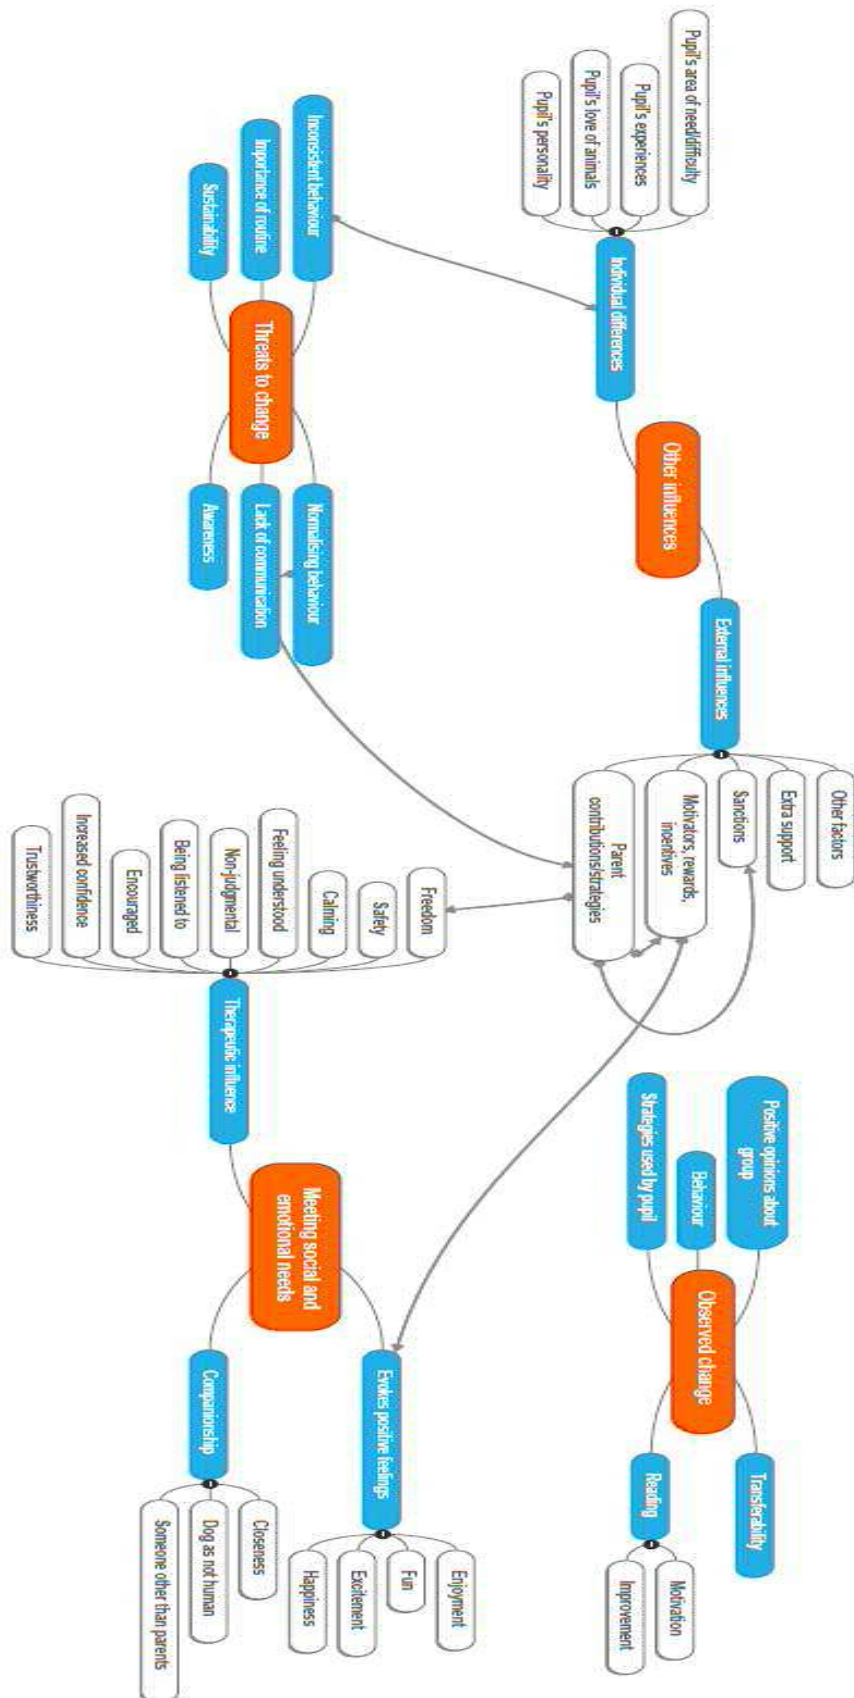 Other influences
Individual differences
Pupil's area of need/difficulty
Pupil's experiences
Pupil's love of animals
Pupil's personality
External influences
Other factors
Extra support
Sanctions
Motivators, rewards,
incentives
Parent
contributions/strategies
Observed change
Positive opinions about
group
Behaviour
Strategies used by pupil
Transferability
Reading
Motivation
Improvement
Threats to change
Inconsistent behaviour
Importance of routine
Sustainability
Normalising behaviour
Lack of communication
Awareness
Meeting social and
emotional needs
Therapeutic influence
Freedom
Safety
Calming
Feeling understood
Non-judgmental
Being listened to
Encouraged
Increased confidence
Trustworthiness
Evokes positive feelings
Enjoyment
Fun
Excitement
Happiness
Companionship
Closeness
Dog as not human
Someone other than parents